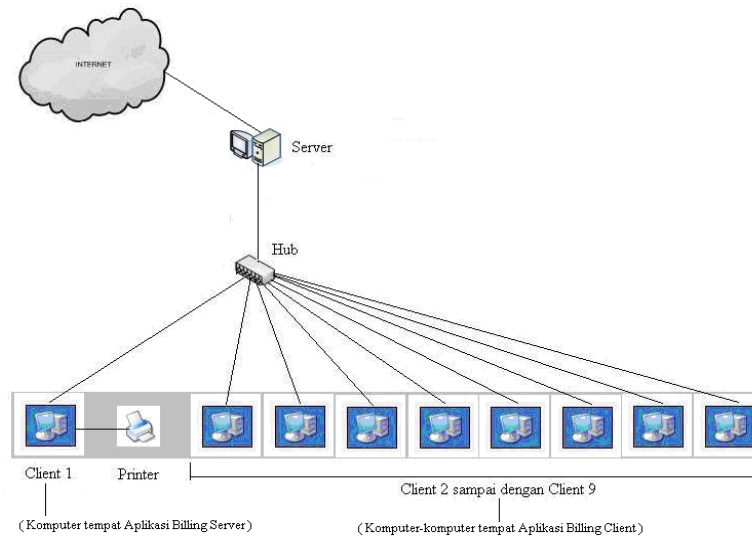 INTERNET
Server
Hub
Client 1
Printer
Client 2 sampai dengan Client 9
( Komputer tempat Aplikasi Billing Server)
(Komputer-komputer tempat Aplikasi Billing Client )